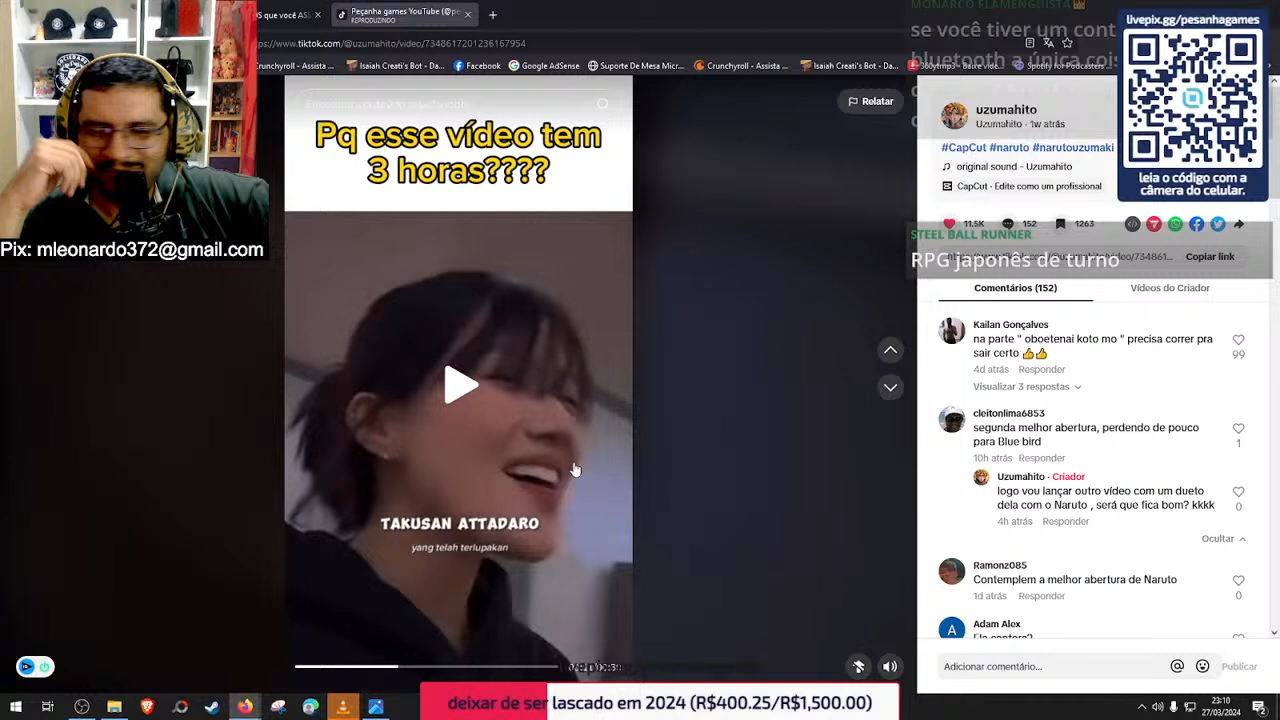 Peçanha games YouTube (@pe
REPRODUZINDO
MONARCO FLAMENGUISTA
livepix.gg/pesanhagames
leia o código com a
câmera do celular.
Crunchyroll - Assista ...
Isaiah Creati's Bot - Da...
Facebook
Google AdSense
Suporte De Mesa Micr...
Crunchyroll - Assista ...
Isaiah Creati's Bot - Da...
Pix: mleonardo372@gmail.com
Pq esse vídeo tem
3 horas????
Relatar
TAKUSAN ATTADARO
yang telah terlupakan
uzumahito
Uzumahito · 1w atrás
#CapCut #naruto #narutouzumaki
original sound - Uzumahito
CapCut · Edite como um profissional
11.5K
152
1263
STEEL BALL RUNNER
RPG japonês de turno
Copiar link
Comentários (152)
Vídeos do Criador
Kailan Gonçalves
na parte " oboetenai koto mo " precisa correr pra
sair certo 👍👍
99
4d atrás Responder
Visualizar 3 respostas
cleitonlima6853
segunda melhor abertura, perdendo de pouco
para Blue bird
1
10h atrás Responder
Uzumahito · Criador
logo vou lançar outro vídeo com um dueto
dela com o Naruto , será que fica bom? kkkk
0
4h atrás Responder
Ocultar
Ramonz085
Contemplem a melhor abertura de Naruto
0
1d atrás Responder
A
Adam Alex
Adicionar comentário...
Publicar
deixar de ser lascado em 2024 (R$400.25/R$1,500.00)
23:10
27/03/2024
2